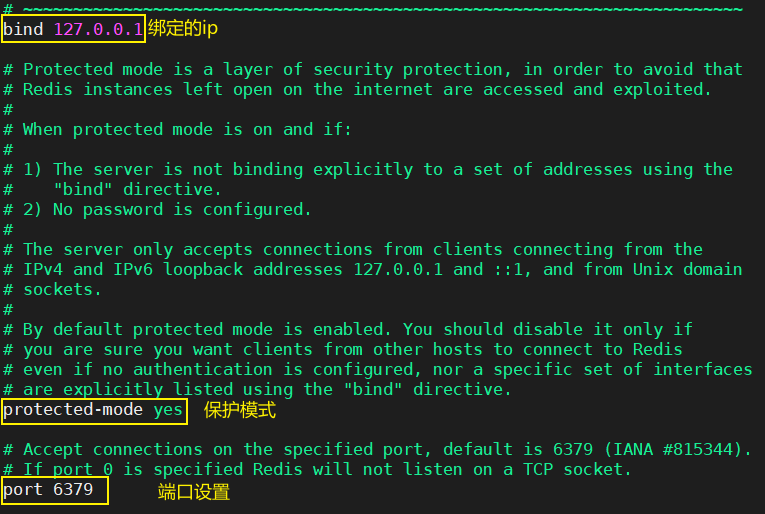 # ~~~~~~~~~~~~~~~~~~~~~~~~~~~~~~~~~~~~~~~~~~~~~~~~~~~~~~~~~~~~~~~~~~~~~~~~
bind 127.0.0.1 绑定的ip
# Protected mode is a layer of security protection, in order to avoid that
# Redis instances left open on the internet are accessed and exploited.
#
# When protected mode is on and if:
#
# 1) The server is not binding explicitly to a set of addresses using the
#    "bind" directive.
# 2) No password is configured.
#
# The server only accepts connections from clients connecting from the
# IPv4 and IPv6 loopback addresses 127.0.0.1 and ::1, and from Unix domain
# sockets.
#
# By default protected mode is enabled. You should disable it only if
# you are sure you want clients from other hosts to connect to Redis
# even if no authentication is configured, nor a specific set of interfaces
# are explicitly listed using the "bind" directive.
protected-mode yes 保护模式
# Accept connections on the specified port, default is 6379 (IANA #815344).
# If port 0 is specified Redis will not listen on a TCP socket.
port 6379 端口设置